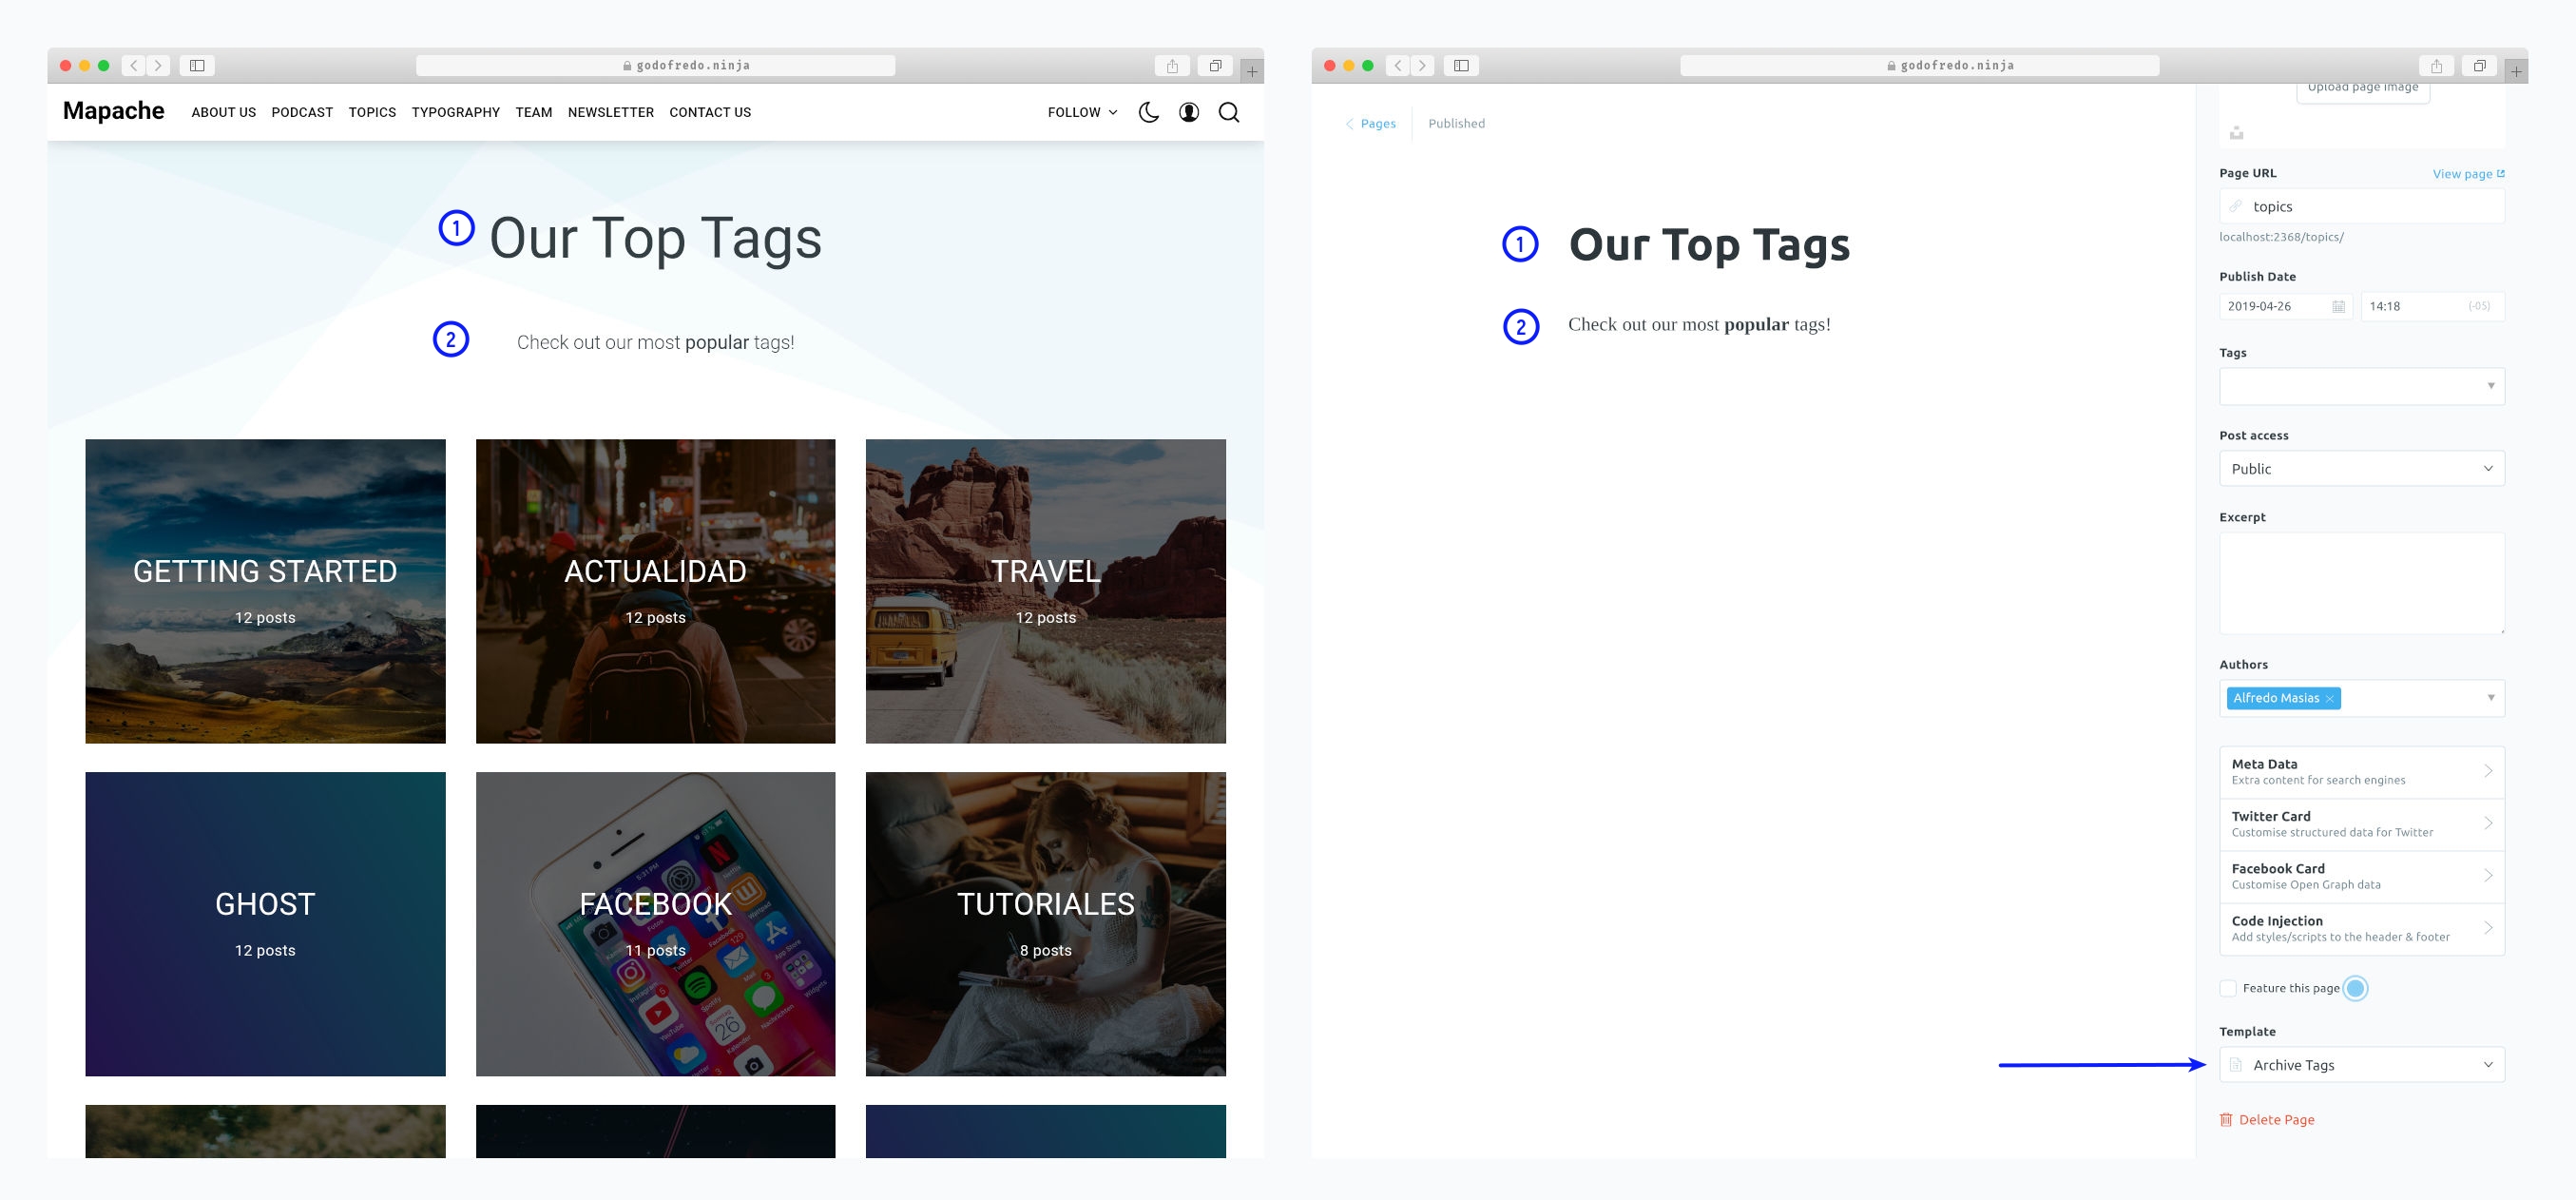 godofredo.ninja
Mapache ABOUT US PODCAST TOPICS TYPOGRAPHY TEAM NEWSLETTER CONTACT US FOLLOW
1 Our Top Tags
2 Check out our most popular tags!
GETTING STARTED
12 posts
ACTUALIDAD
12 posts
TRAVEL
12 posts
GHOST
12 posts
FACEBOOK
11 posts
TUTORIALES
8 posts
godofredo.ninja
Pages Published
1 Our Top Tags
2 Check out our most popular tags!
Upload page image
Page URL View page
topics
localhost:2368/topics/
Publish Date
2019-04-26 14:18 (-05)
Tags
Post access
Public
Excerpt
Authors
Alfredo Masias
Meta Data
Extra content for search engines
Twitter Card
Customise structured data for Twitter
Facebook Card
Customise Open Graph data
Code Injection
Add styles/scripts to the header & footer
Feature this page
Template
Archive Tags
Delete Page